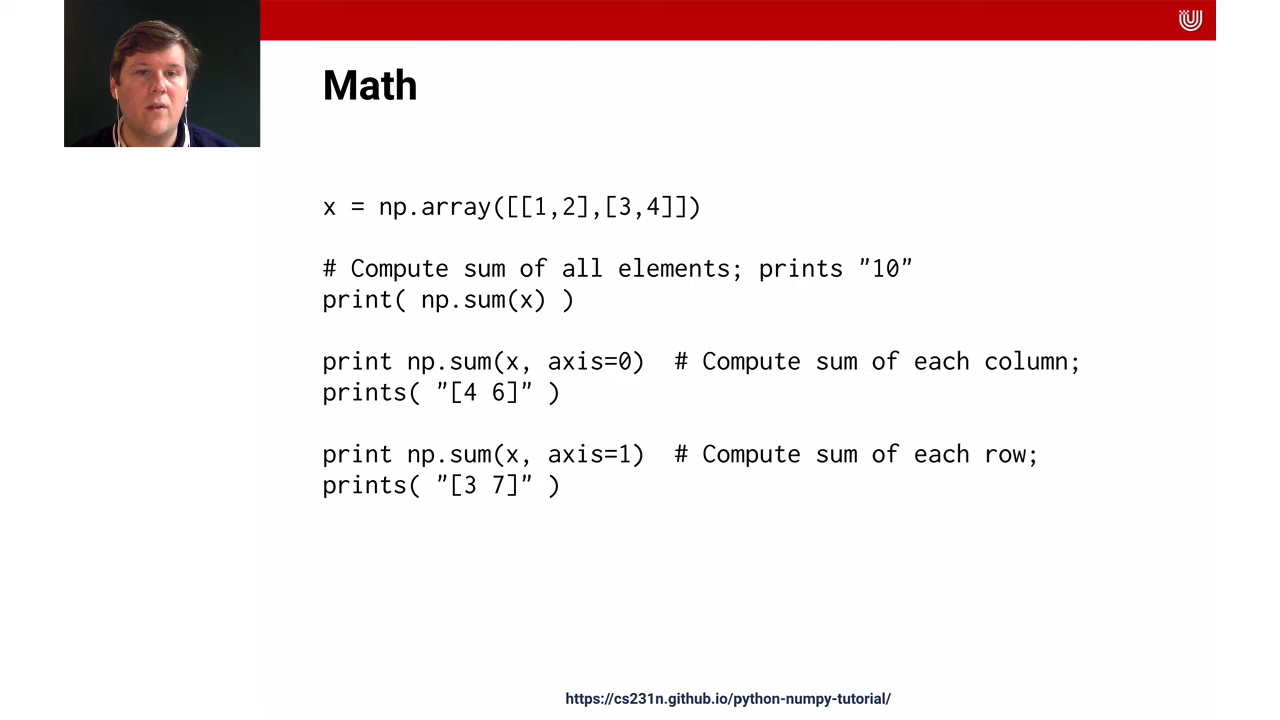 Math
x = np.array([[1,2],[3,4]])
# Compute sum of all elements; prints "10"
print( np.sum(x) )
print np.sum(x, axis=0)  # Compute sum of each column;
prints( "[4 6]" )
print np.sum(x, axis=1)  # Compute sum of each row;
prints( "[3 7]" )
https://cs231n.github.io/python-numpy-tutorial/